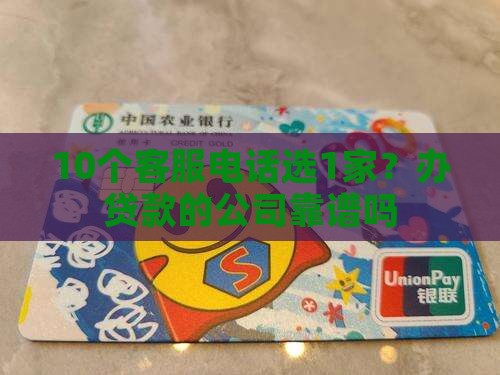 中国农业银行
AGRICULTURAL BANK OF CHINA
CREDIT GOLD
10个客服电话选1家？办
贷款的公司靠谱吗
S
UnionPay
银联